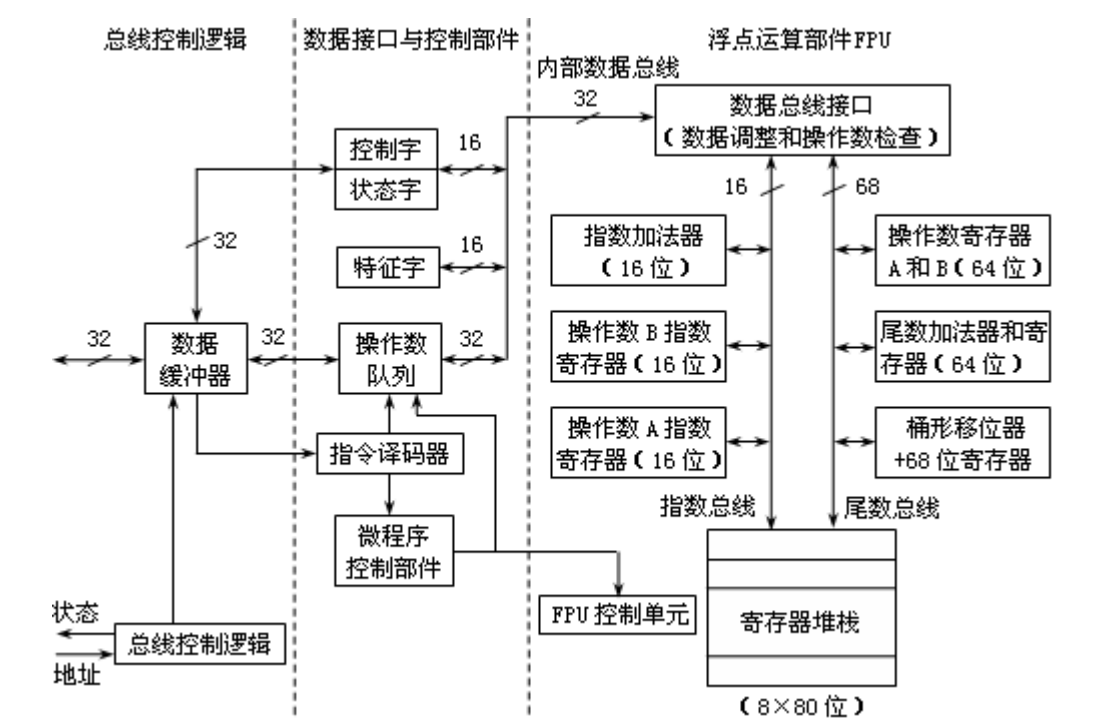 总线控制逻辑
数据接口与控制部件
浮点运算部件FPU
内部数据总线
32
数据总线接口
(数据调整和操作数检查)
控制字
状态字
16
16
68
32
特征字
16
指数加法器
(16位)
操作数寄存器
A和B(64位)
32
数据
缓冲器
32
操作数
队列
32
操作数 B 指数
寄存器(16位)
尾数加法器和寄
存器(64位)
指令译码器
操作数 A 指数
寄存器(16位)
桶形移位器
+68 位寄存器
指数总线
尾数总线
微程序
控制部件
状态
地址
总线控制逻辑
FPU 控制单元
寄存器堆栈
(8×80位)